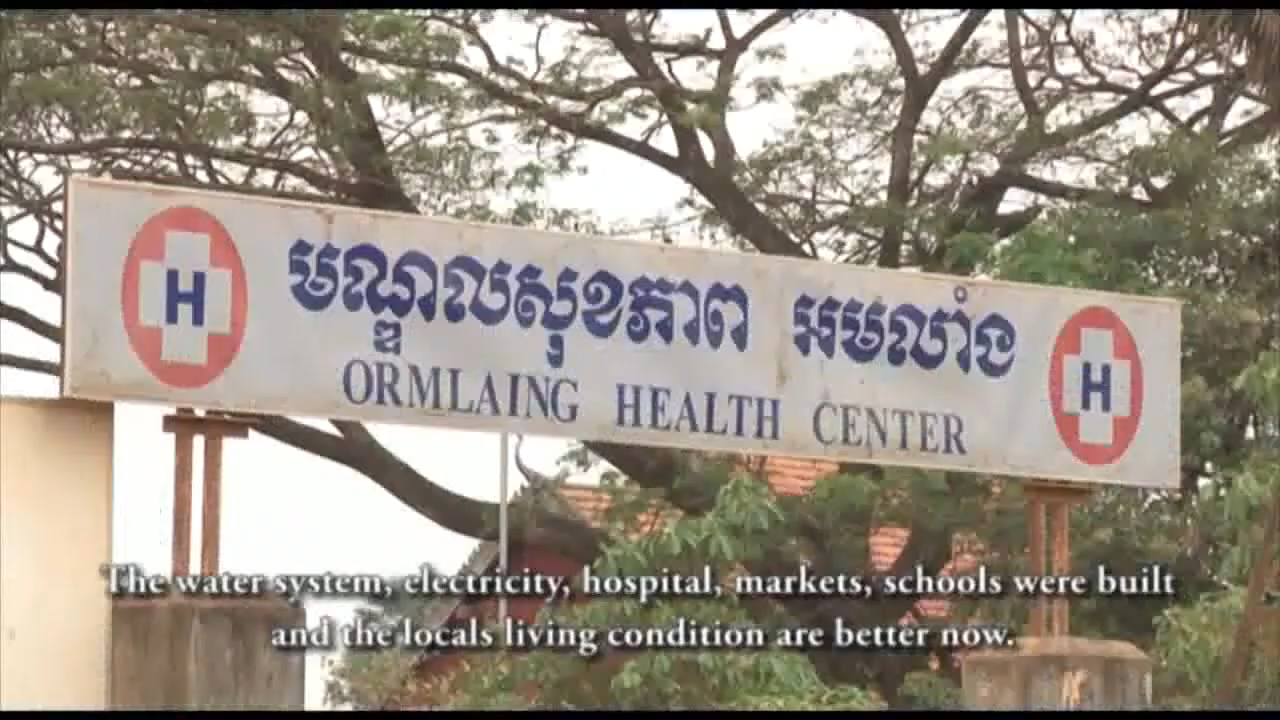 H មណ្ឌលសុខភាព អមលាំង H
ORMLAING HEALTH CENTER
The water system, electricity, hospital, markets, schools were built
and the locals living condition are better now.